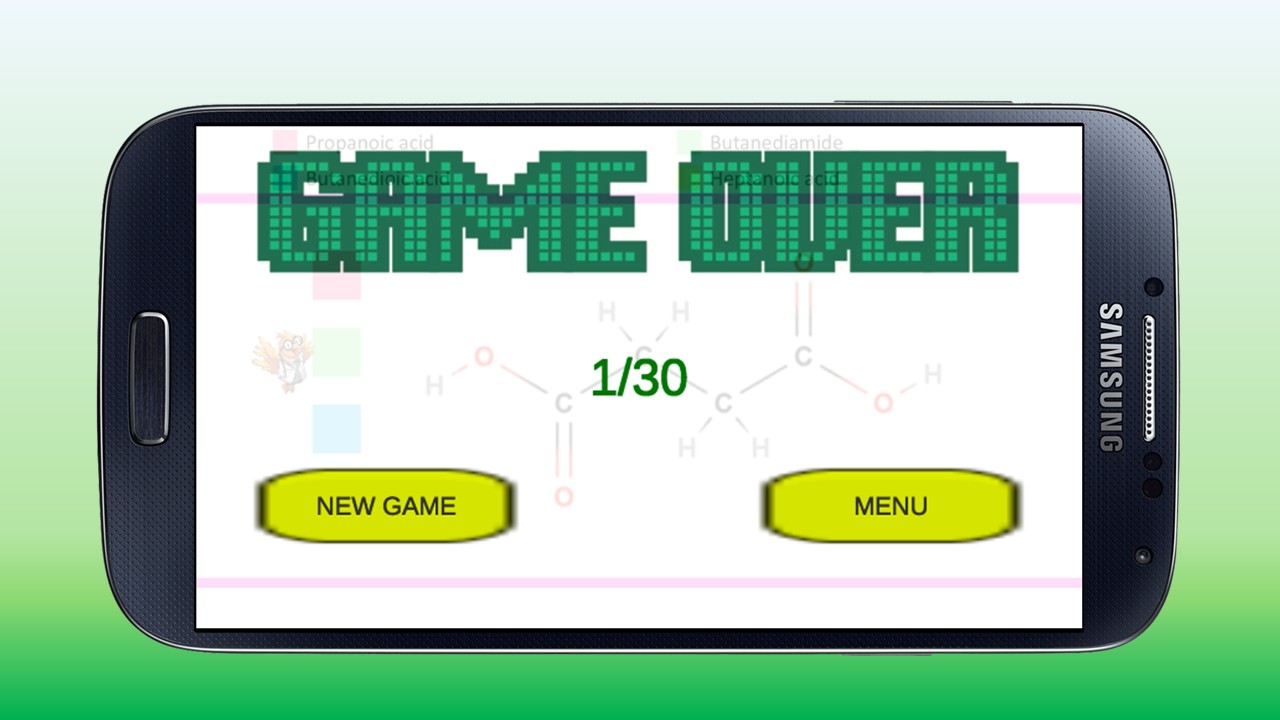 Propanoic acid
Butanediamide
Butanedioic acid
Heptanoic acid
GAME OVER
O
H H
O C C
H H
1/30
C C O
H H
O
NEW GAME
MENU
SAMSUNG